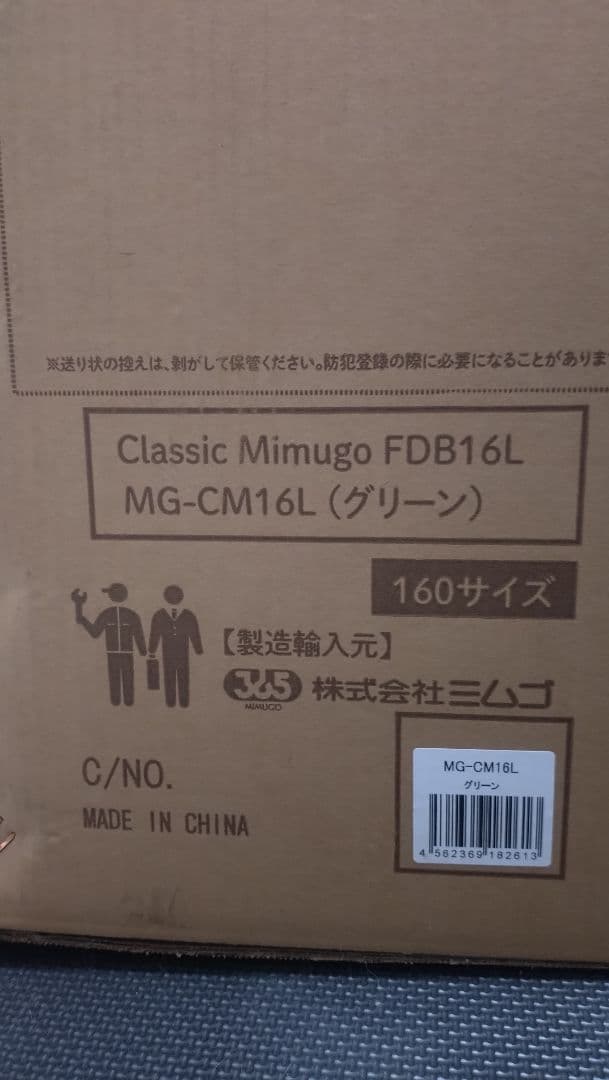 ※送り状の控えは、剥がして保管ください。防犯登録の際に必要になることがありま
Classic Mimugo FDB16L
MG-CM16L（グリーン）
160サイズ
【製造輸入元】
365
MIMUGO
株式会社ミムゴ
C/NO.
MADE IN CHINA
MG-CM16L
グリーン
4 562369 182613